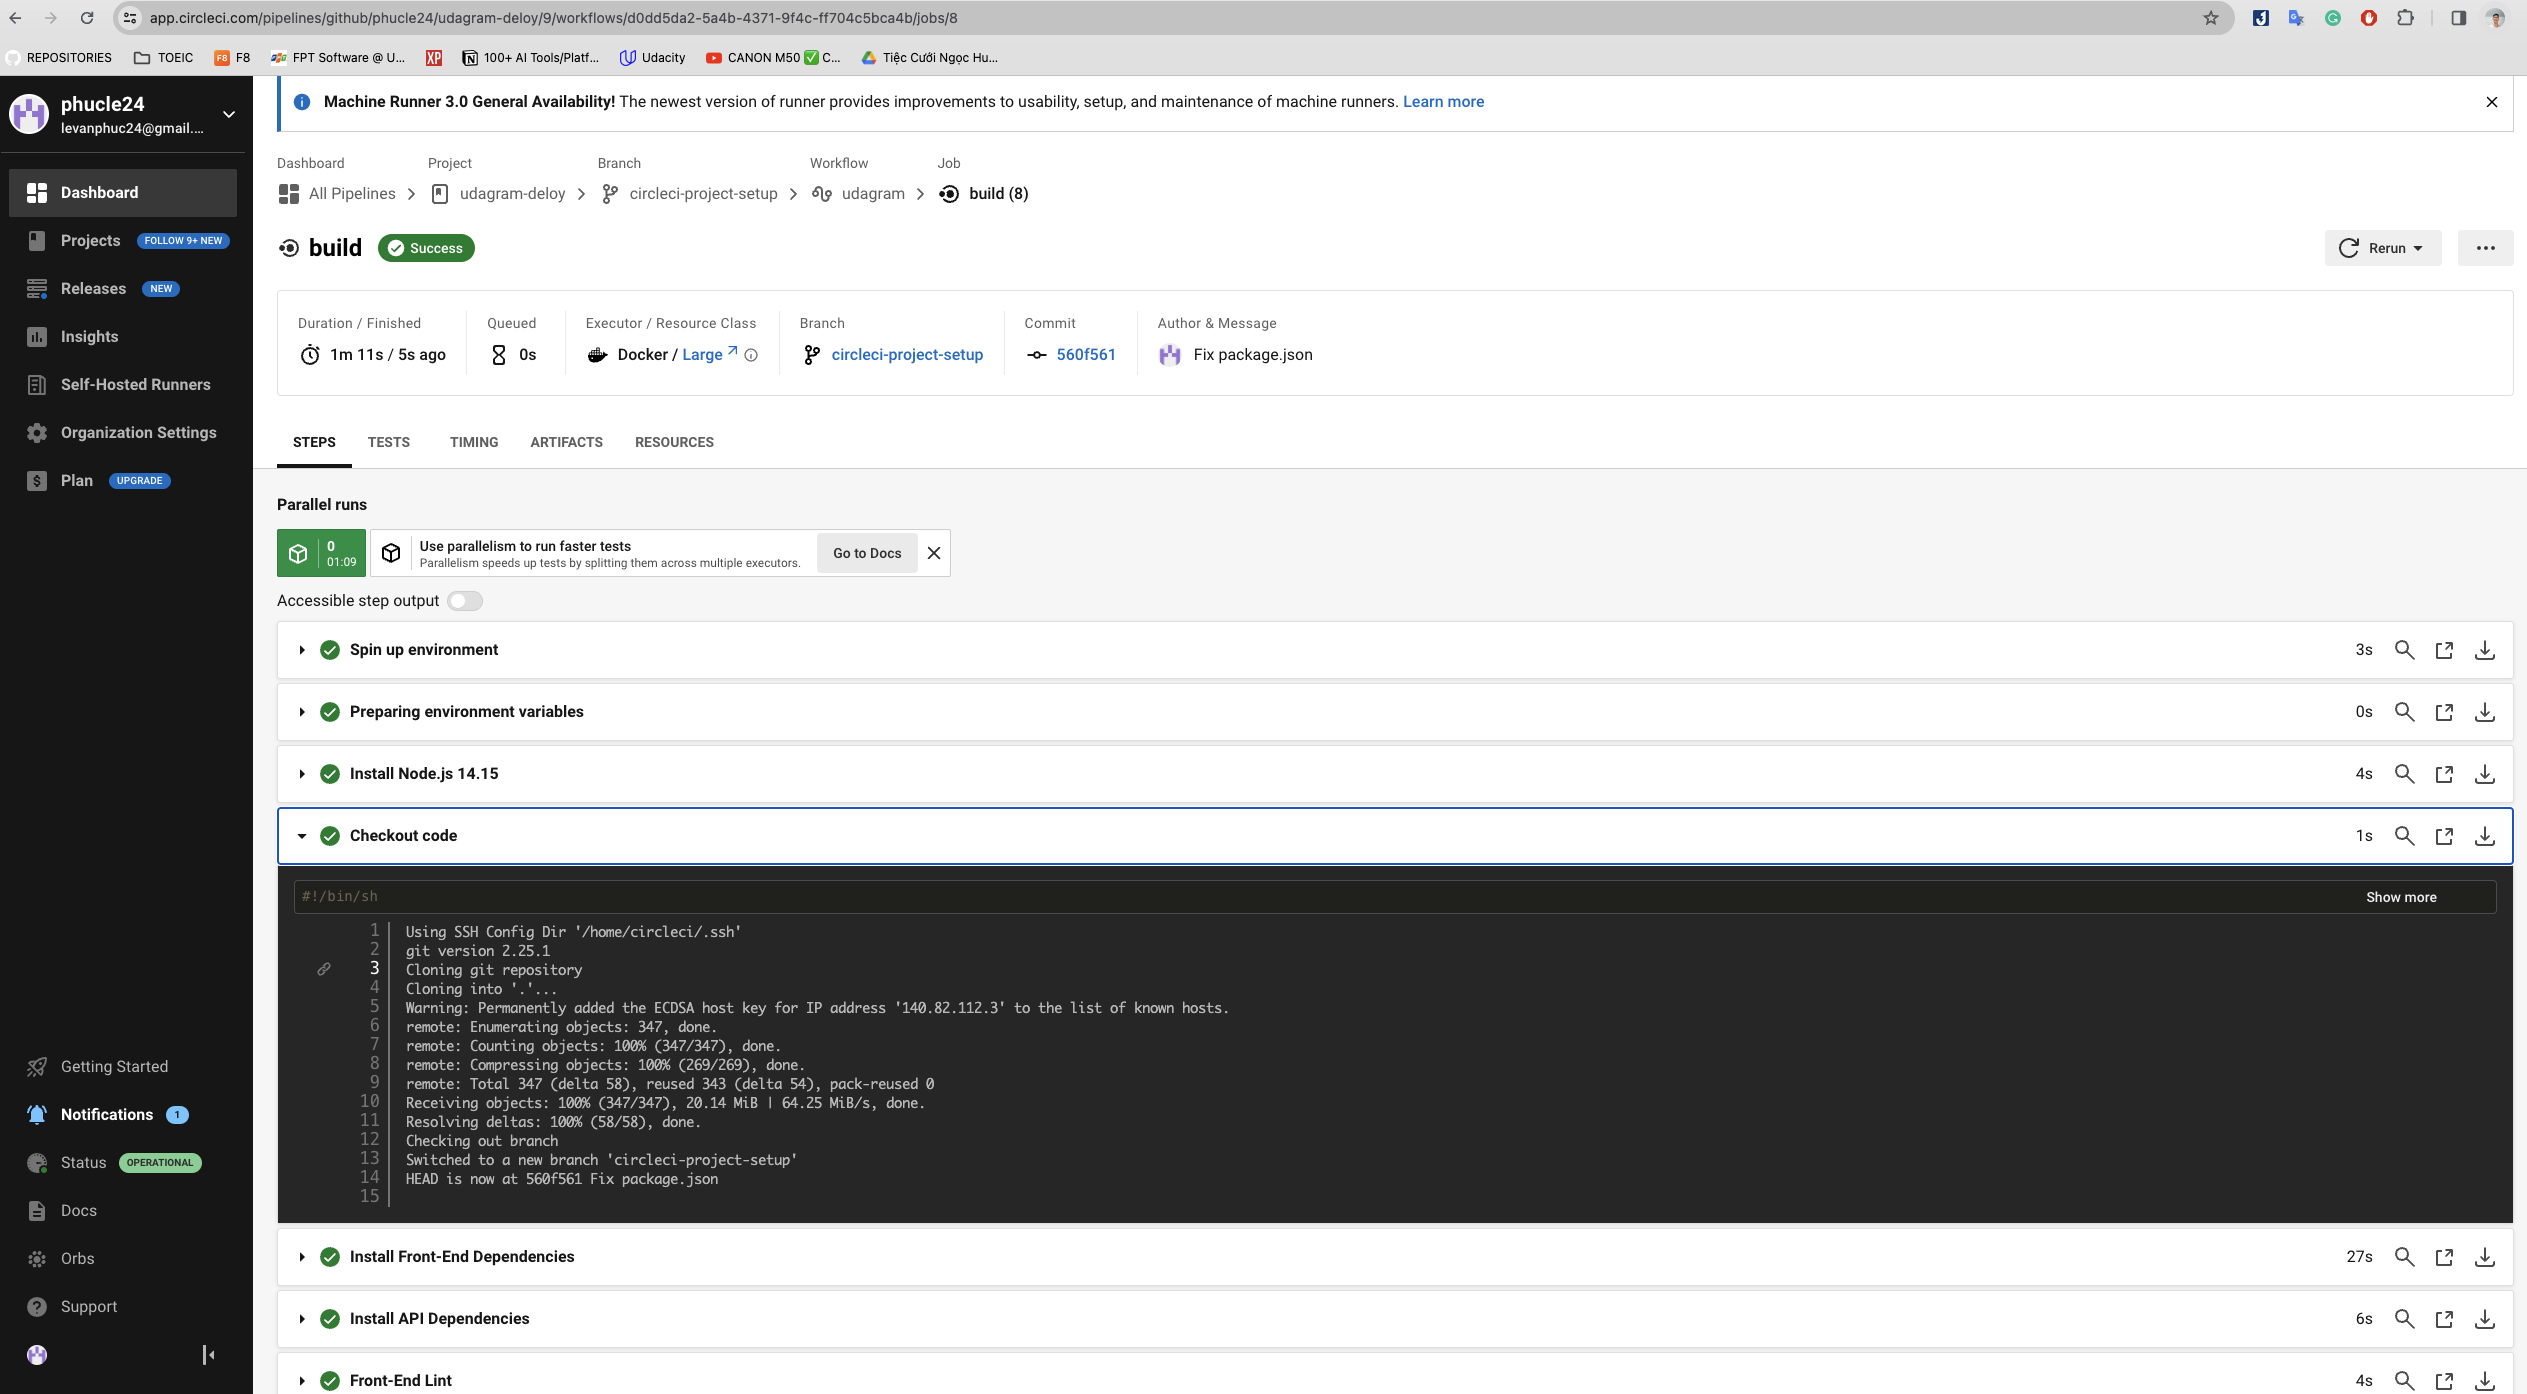 app.circleci.com/pipelines/github/phucle24/udagram-deloy/9/workflows/d0dd5da2-5a4b-4371-9f4c-ff704c5bca4b/jobs/8
REPOSITORIES TOEIC F8 F8 FPT Software @ U... XP 100+ AI Tools/Platf... Udacity CANON M50 ✅ C... Tiệc Cưới Ngọc Hu...
phucle24
levanphuc24@gmail....
Dashboard
Projects FOLLOW 9+ NEW
Releases NEW
Insights
Self-Hosted Runners
Organization Settings
Plan UPGRADE
Getting Started
Notifications 1
Status OPERATIONAL
Docs
Orbs
Support
Machine Runner 3.0 General Availability! The newest version of runner provides improvements to usability, setup, and maintenance of machine runners. Learn more
Dashboard Project Branch Workflow Job
All Pipelines udagram-deloy circleci-project-setup udagram build (8)
build Success
Rerun
Duration / Finished Queued Executor / Resource Class Branch Commit Author & Message
1m 11s / 5s ago 0s Docker / Large circleci-project-setup 560f561 Fix package.json
STEPS TESTS TIMING ARTIFACTS RESOURCES
Parallel runs
0
01:09
Use parallelism to run faster tests
Parallelism speeds up tests by splitting them across multiple executors.
Go to Docs
Accessible step output
Spin up environment 3s
Preparing environment variables 0s
Install Node.js 14.15 4s
Checkout code 1s
#!/bin/sh Show more
1 Using SSH Config Dir '/home/circleci/.ssh'
2 git version 2.25.1
3 Cloning git repository
4 Cloning into '.'...
5 Warning: Permanently added the ECDSA host key for IP address '140.82.112.3' to the list of known hosts.
6 remote: Enumerating objects: 347, done.
7 remote: Counting objects: 100% (347/347), done.
8 remote: Compressing objects: 100% (269/269), done.
9 remote: Total 347 (delta 58), reused 343 (delta 54), pack-reused 0
10 Receiving objects: 100% (347/347), 20.14 MiB | 64.25 MiB/s, done.
11 Resolving deltas: 100% (58/58), done.
12 Checking out branch
13 Switched to a new branch 'circleci-project-setup'
14 HEAD is now at 560f561 Fix package.json
15
Install Front-End Dependencies 27s
Install API Dependencies 6s
Front-End Lint 4s